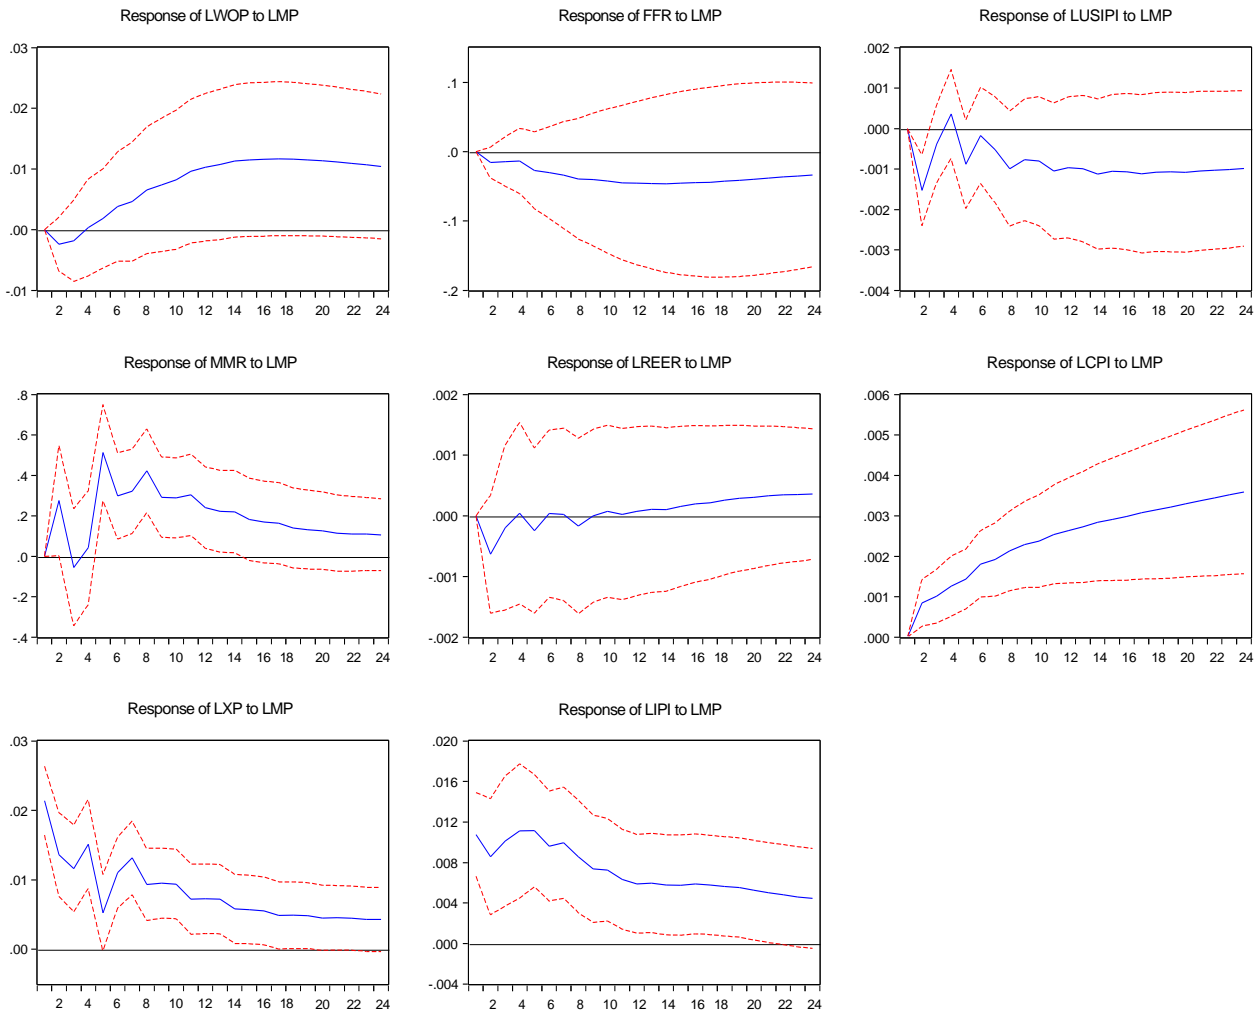 Response of LWOP to LMP
.03
.02
.01
.00
-.01
2 4 6 8 10 12 14 16 18 20 22 24
Response of FFR to LMP
.1
.0
-.1
-.2
2 4 6 8 10 12 14 16 18 20 22 24
Response of LUSIPI to LMP
.002
.001
.000
-.001
-.002
-.003
-.004
2 4 6 8 10 12 14 16 18 20 22 24
Response of MMR to LMP
.8
.6
.4
.2
.0
-.2
-.4
2 4 6 8 10 12 14 16 18 20 22 24
Response of LREER to LMP
.002
.001
.000
-.001
-.002
2 4 6 8 10 12 14 16 18 20 22 24
Response of LCPI to LMP
.006
.005
.004
.003
.002
.001
.000
2 4 6 8 10 12 14 16 18 20 22 24
Response of LXP to LMP
.03
.02
.01
.00
2 4 6 8 10 12 14 16 18 20 22 24
Response of LIPI to LMP
.020
.016
.012
.008
.004
.000
-.004
2 4 6 8 10 12 14 16 18 20 22 24